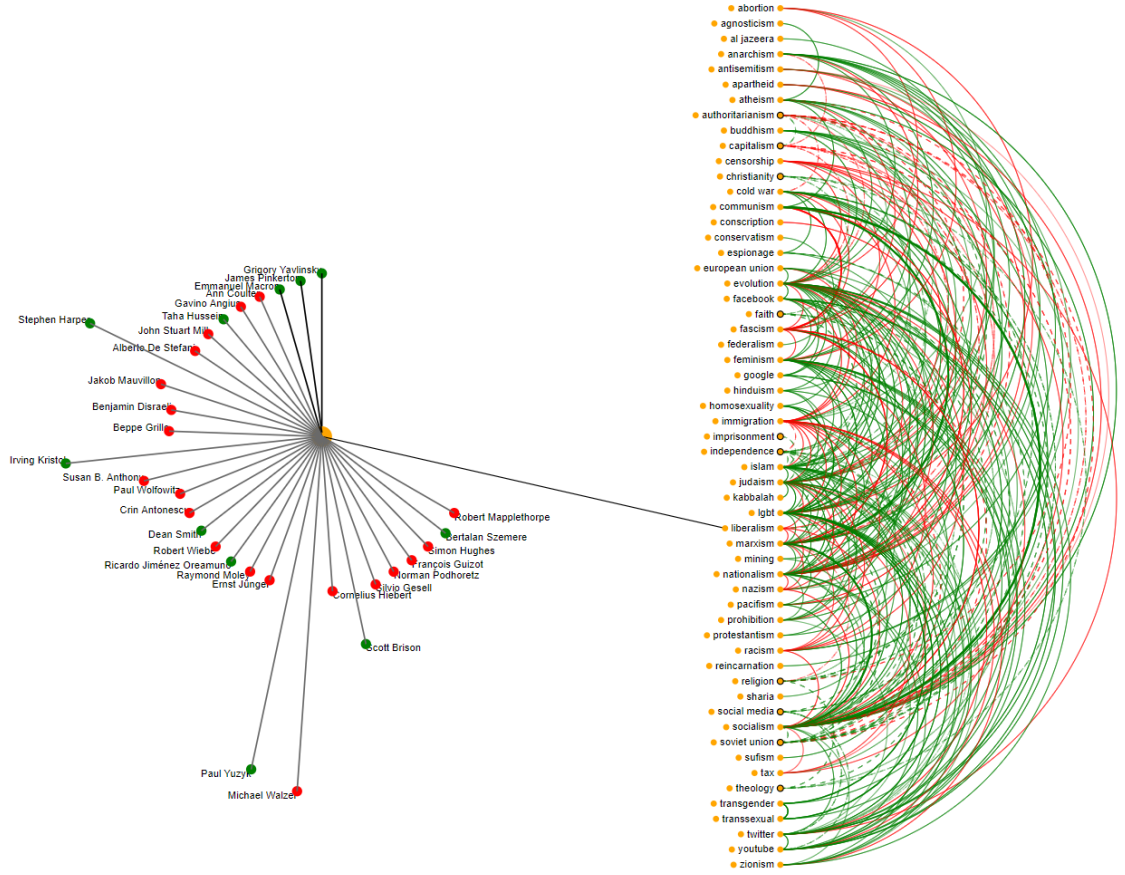 Grigory Yavlinsky
James Pinkerton
Emmanuel Macron
Ann Coulter
Gavino Angius
Taha Hussein
Stephen Harper
John Stuart Mill
Alberto De Stefani
Jakob Mauvillon
Benjamin Disraeli
Beppe Grillo
Irving Kristol
Susan B. Anthony
Paul Wolfowitz
Crin Antonescu
Dean Smith
Robert Wiebe
Ricardo Jiménez Oreamuno
Raymond Moley
Ernst Jünger
Robert Mapplethorpe
Bertalan Szemere
Simon Hughes
François Guizot
Norman Podhoretz
Silvio Gesell
Cornelius Hiebert
Scott Brison
Paul Yuzyk
Michael Walzer
abortion
agnosticism
al jazeera
anarchism
antisemitism
apartheid
atheism
authoritarianism
buddhism
capitalism
censorship
christianity
cold war
communism
conscription
conservatism
espionage
european union
evolution
facebook
faith
fascism
federalism
feminism
google
hinduism
homosexuality
immigration
imprisonment
independence
islam
judaism
kabbalah
lgbt
liberalism
marxism
mining
nationalism
nazism
pacifism
prohibition
protestantism
racism
reincarnation
religion
sharia
social media
socialism
soviet union
sufism
tax
theology
transgender
transsexual
twitter
youtube
zionism